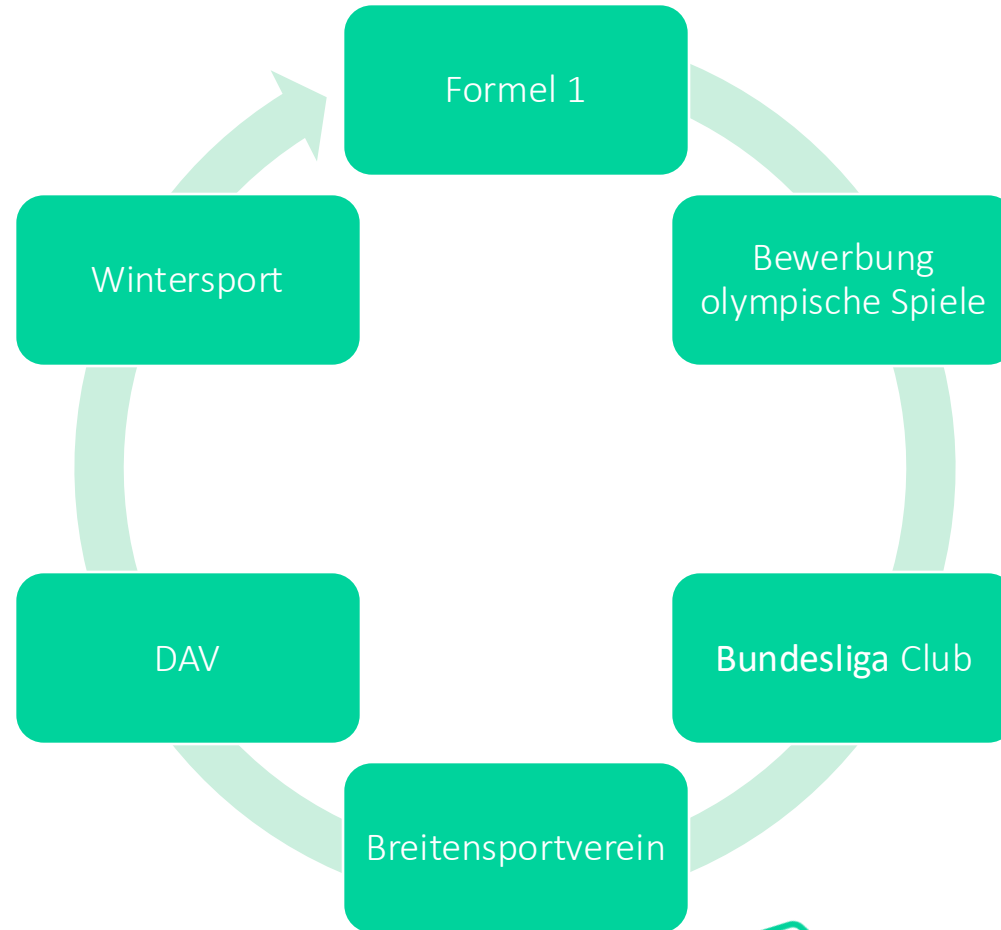 Formel 1
Bewerbung
olympische Spiele
Bundesliga Club
Breitensportverein
DAV
Wintersport